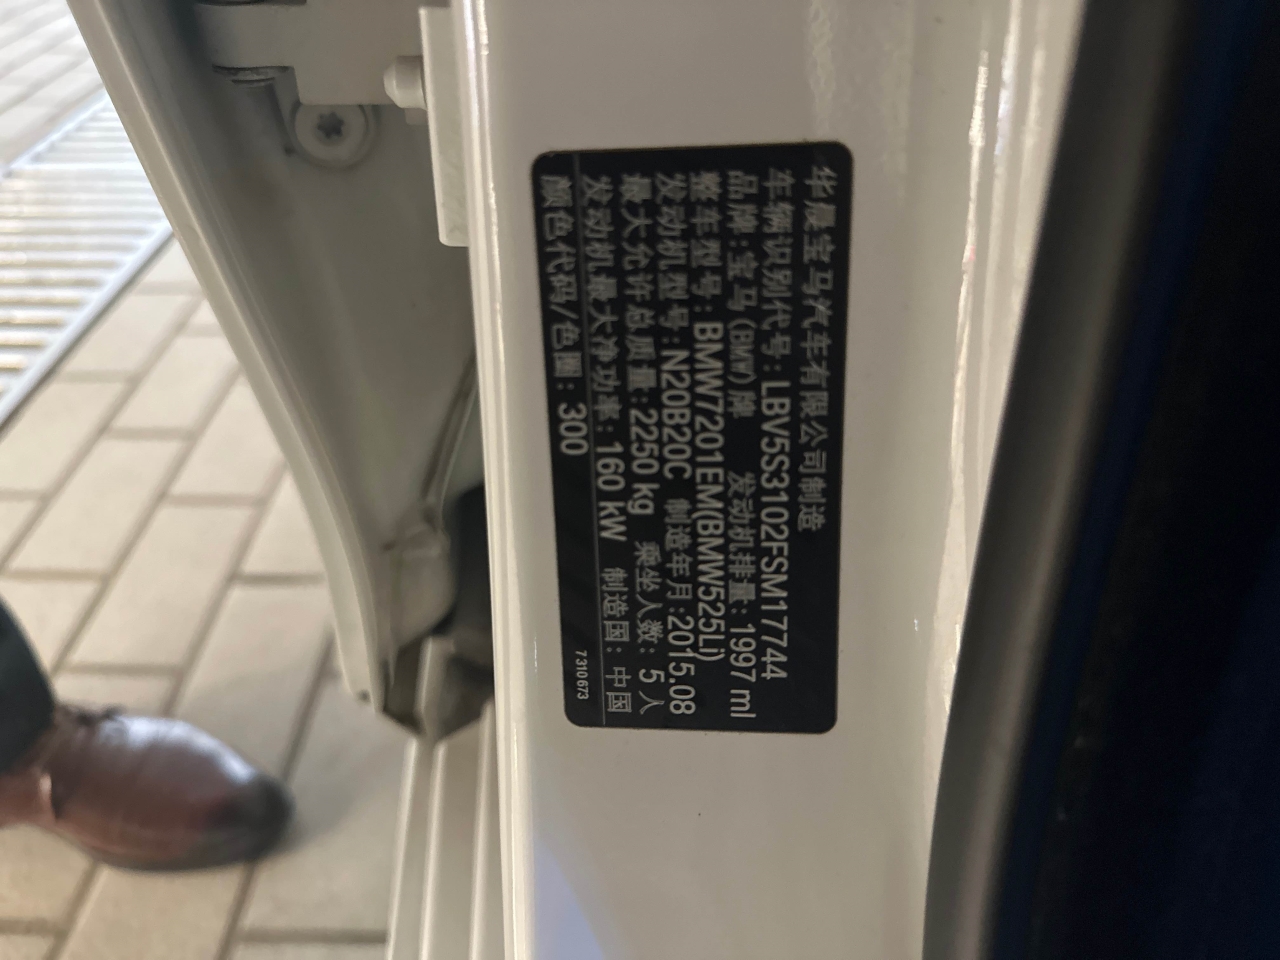 华晨宝马汽车有限公司制造
车辆识别代号:LBV5S3102FSM17744
品牌:宝马(BMW)牌 发动机排量:1997 ml
整车型号:BMW7201EM(BMW525Li)
发动机型号:N20B20C 制造年月:2015.08
最大允许总质量:2250 kg 乘坐人数: 5 人
发动机最大净功率: 160 kW 制造国: 中国
颜色代码/色圈: 300
7310673